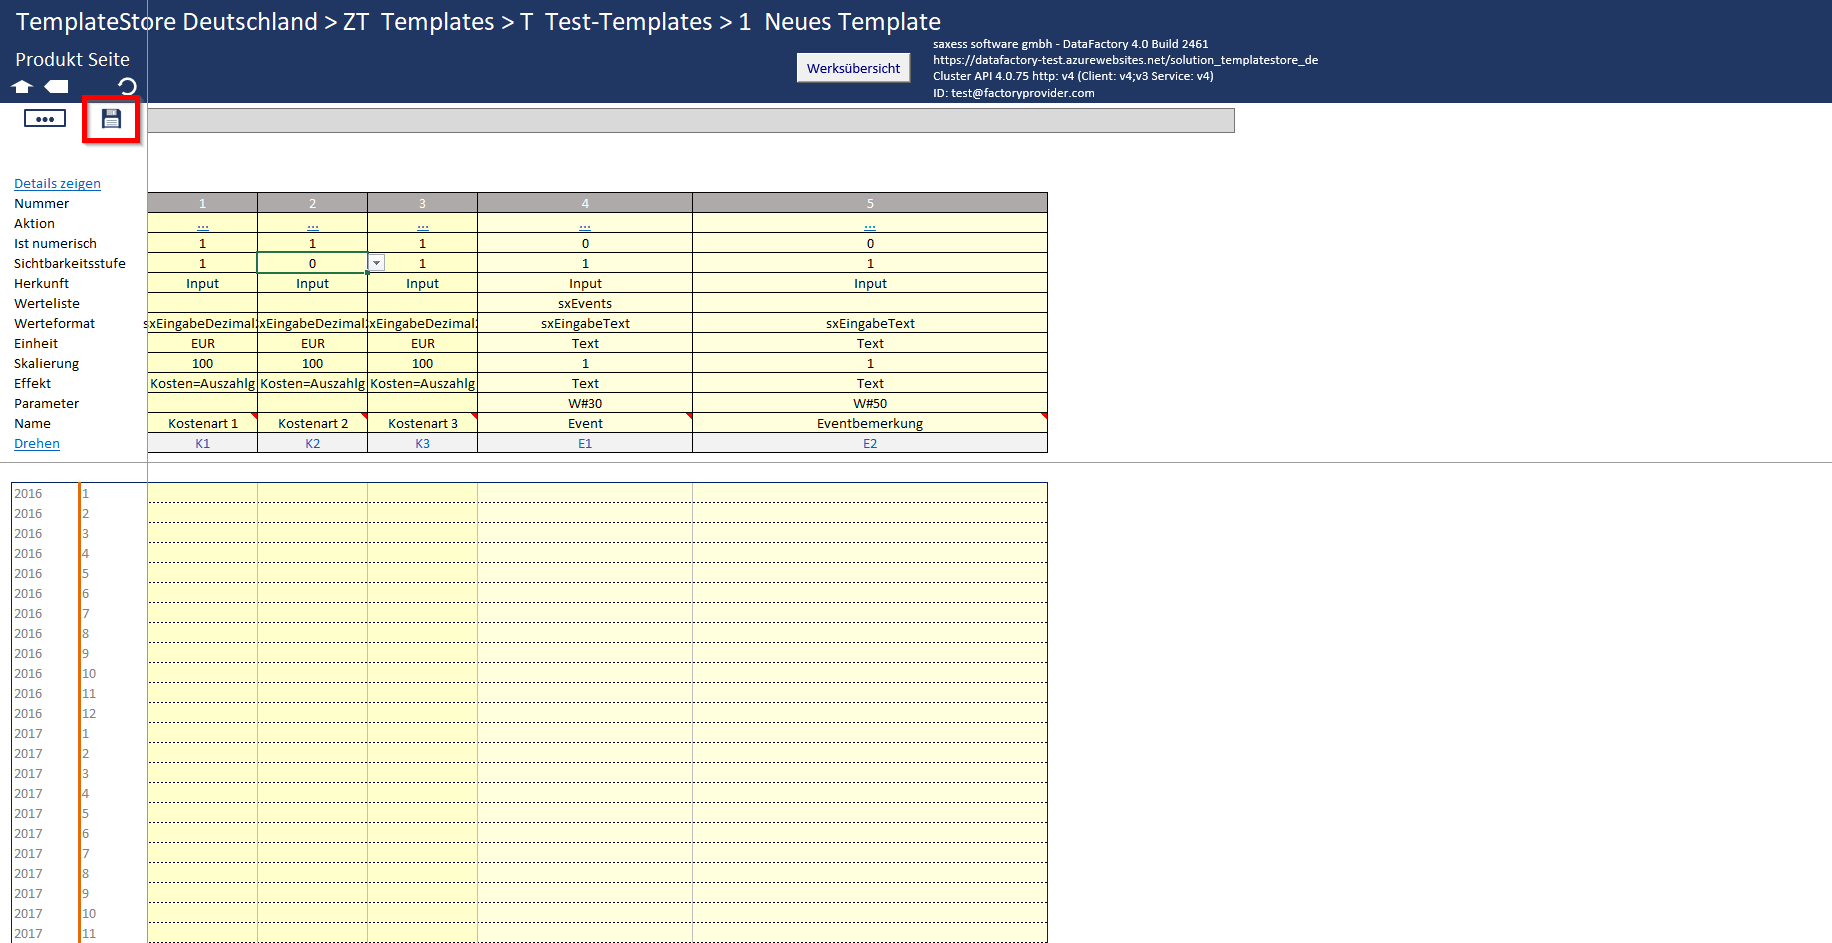 TemplateStore Deutschland > ZT  Templates > T  Test-Templates > 1  Neues Template
Produkt Seite
Werksübersicht
saxess software gmbh - DataFactory 4.0 Build 2461
https://datafactory-test.azurewebsites.net/solution_templatestore_de
Cluster API 4.0.75 http: v4 (Client: v4;v3 Service: v4)
ID: test@factoryprovider.com
Details zeigen
Nummer 1 2 3 4 5
Aktion ... ... ... ... ...
Ist numerisch 1 1 1 0 0
Sichtbarkeitsstufe 1 0 1 1 1
Herkunft Input Input Input Input Input
Werteliste sxEvents
Werteformat sxEingabeDezimal xEingabeDezimal xEingabeDezimal sxEingabeText sxEingabeText
Einheit EUR EUR EUR Text Text
Skalierung 100 100 100 1 1
Effekt Kosten=Auszahlg Kosten=Auszahlg Kosten=Auszahlg Text Text
Parameter W#30 W#50
Name Kostenart 1 Kostenart 2 Kostenart 3 Event Eventbemerkung
Drehen K1 K2 K3 E1 E2
2016 1
2016 2
2016 3
2016 4
2016 5
2016 6
2016 7
2016 8
2016 9
2016 10
2016 11
2016 12
2017 1
2017 2
2017 3
2017 4
2017 5
2017 6
2017 7
2017 8
2017 9
2017 10
2017 11